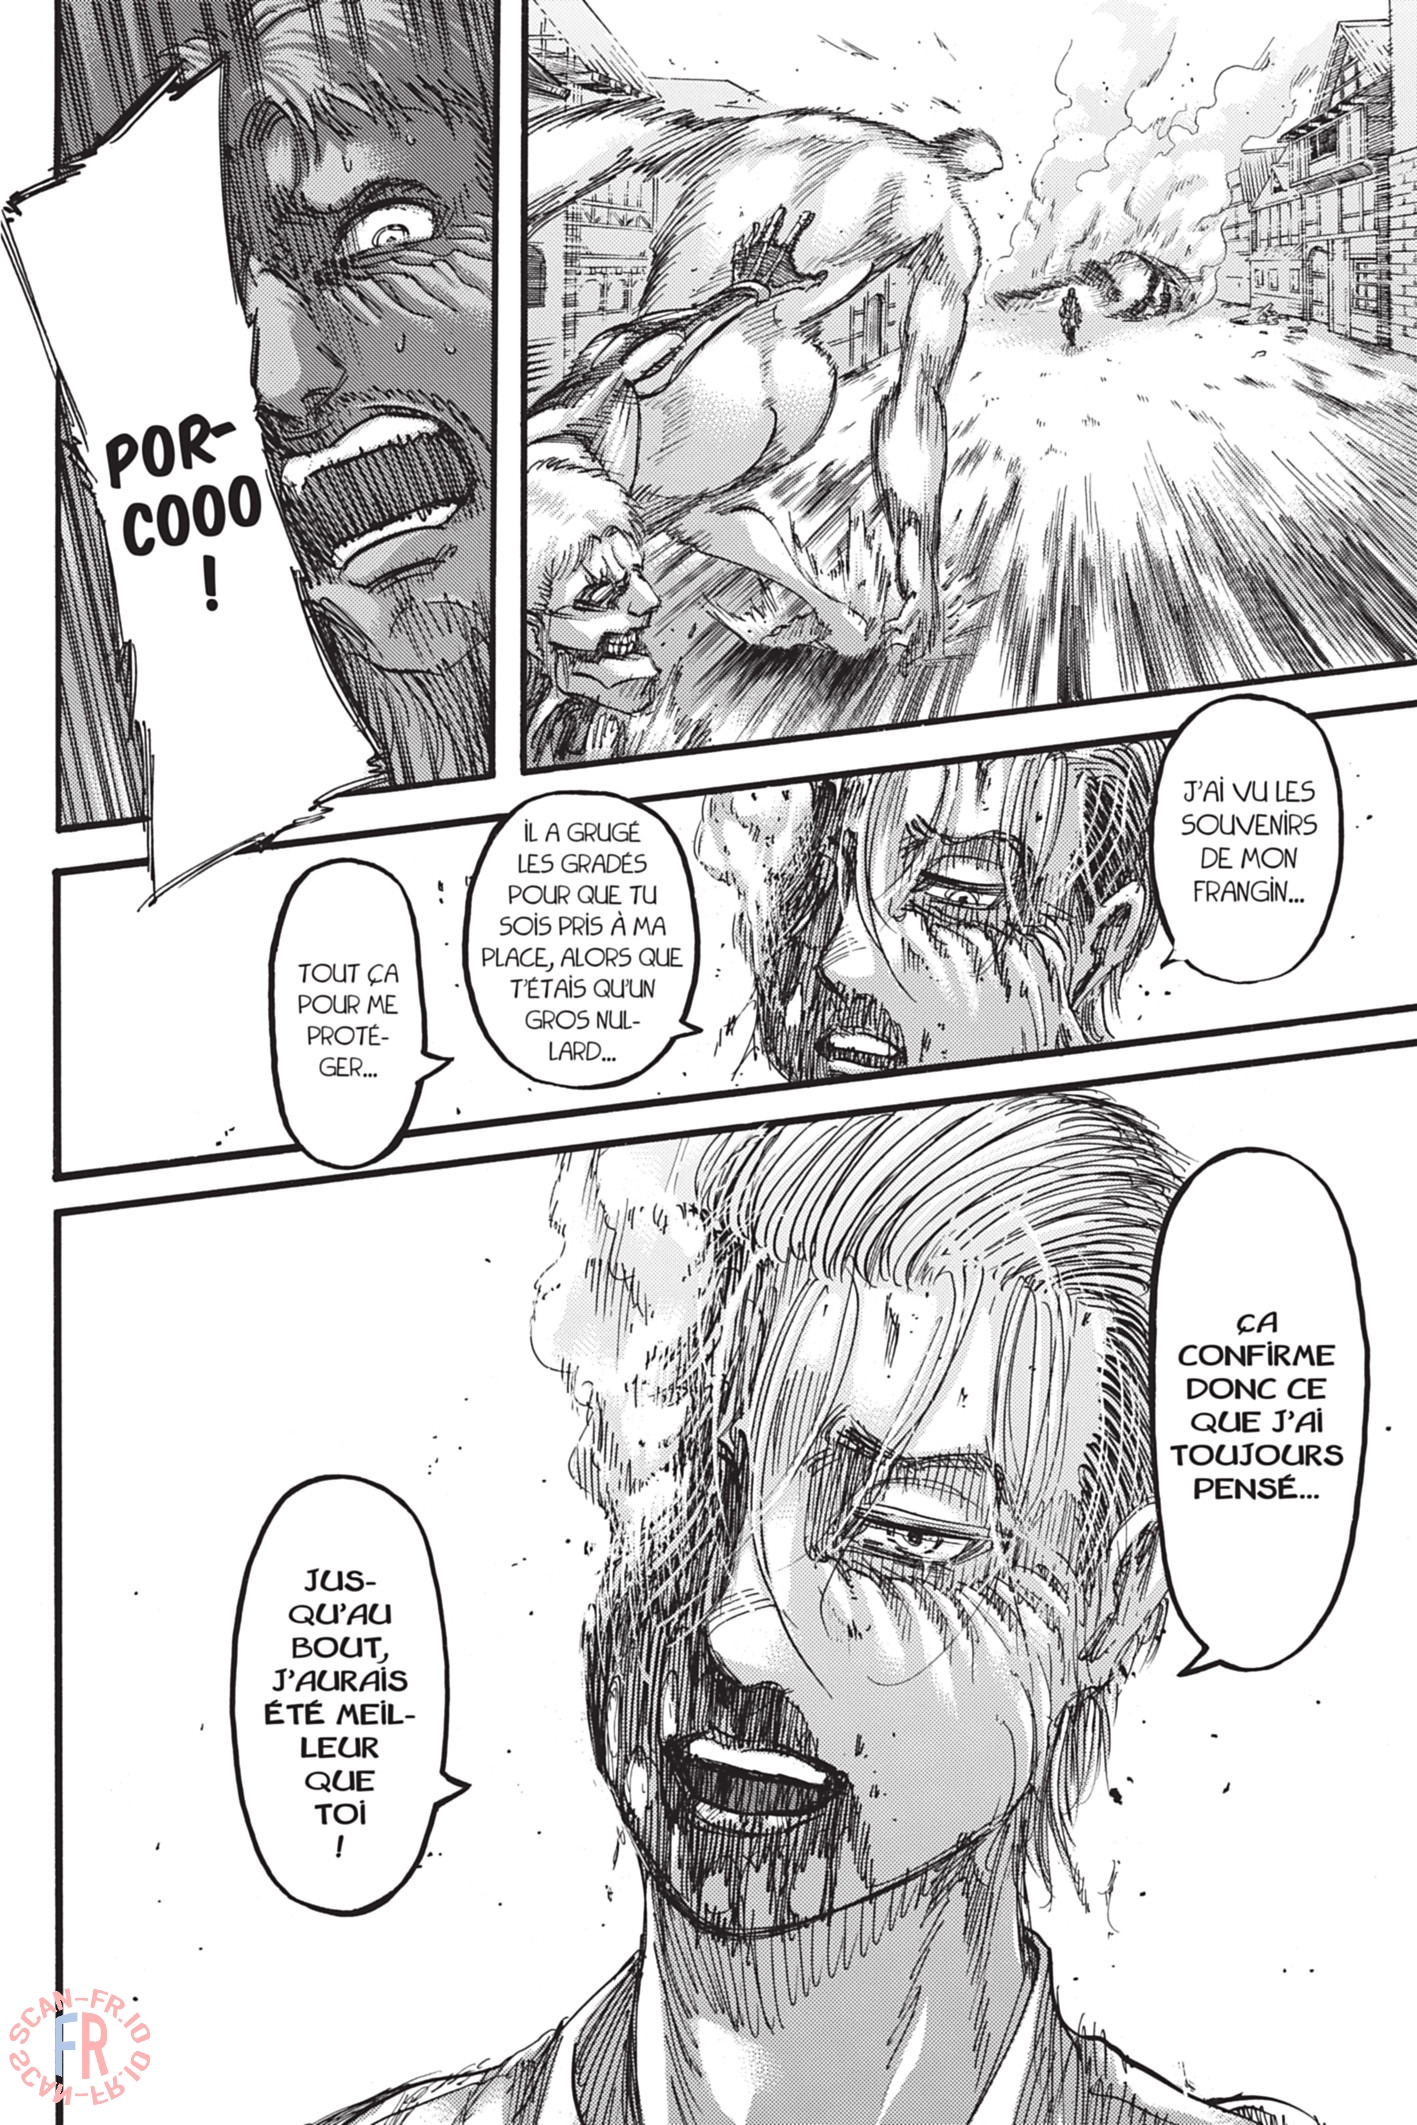 POR-
COOO
!
J'AI VU LES
SOUVENIRS
DE MON
FRANGIN...
IL A GRUGÉ
LES GRADÉS
POUR QUE TU
SOIS PRIS À MA
PLACE, ALORS QUE
T'ÉTAIS QU'UN
GROS NUL-
LARD...
TOUT ÇA
POUR ME
PROTÉ-
GER...
ÇA
CONFIRME
DONC CE
QUE J'AI
TOUJOURS
PENSÉ...
JUS-
QU'AU
BOUT,
J'AURAIS
ÉTÉ MEIL-
LEUR
QUE
TOI
!
SCAN-FR.IO
FR
SCAN-FR.IO